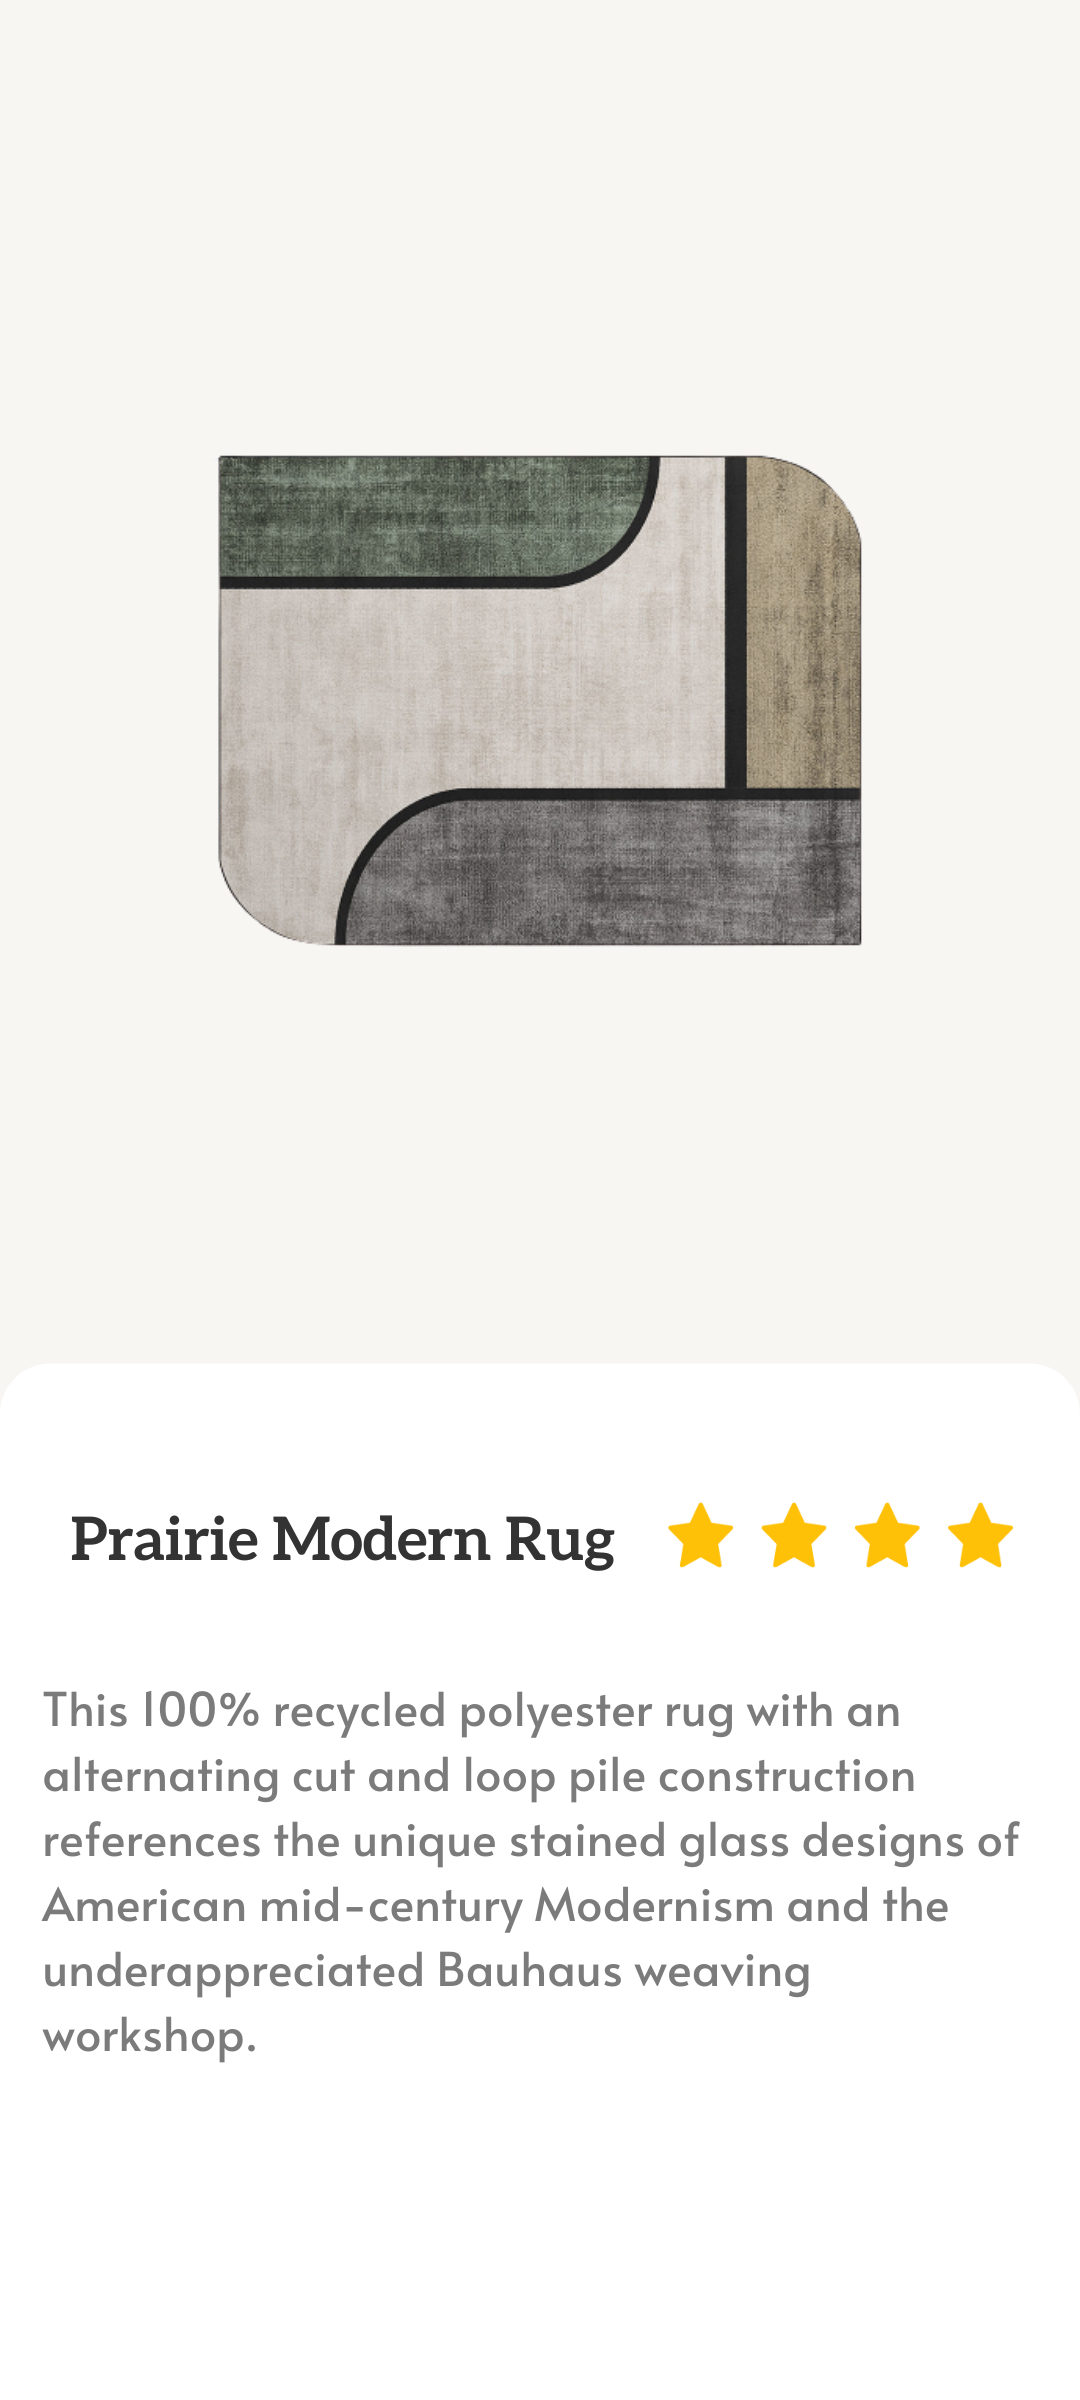 Prairie Modern Rug
This 100% recycled polyester rug with an
alternating cut and loop pile construction
references the unique stained glass designs of
American mid-century Modernism and the
underappreciated Bauhaus weaving
workshop.